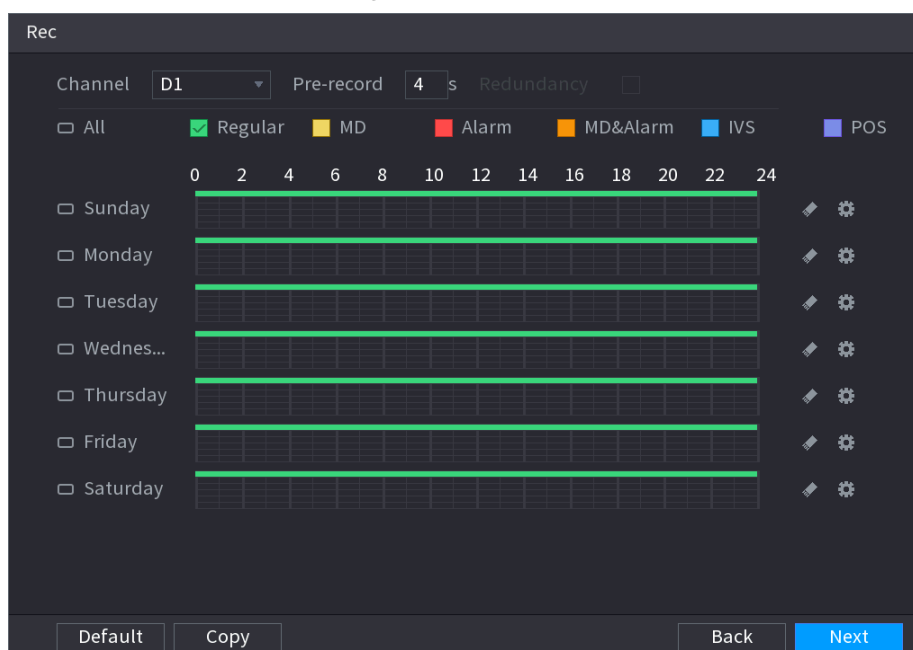 Rec
Channel D1 Pre-record 4 s Redundancy
All Regular MD Alarm MD&Alarm IVS POS
0 2 4 6 8 10 12 14 16 18 20 22 24
Sunday
Monday
Tuesday
Wednes...
Thursday
Friday
Saturday
Default Copy Back Next